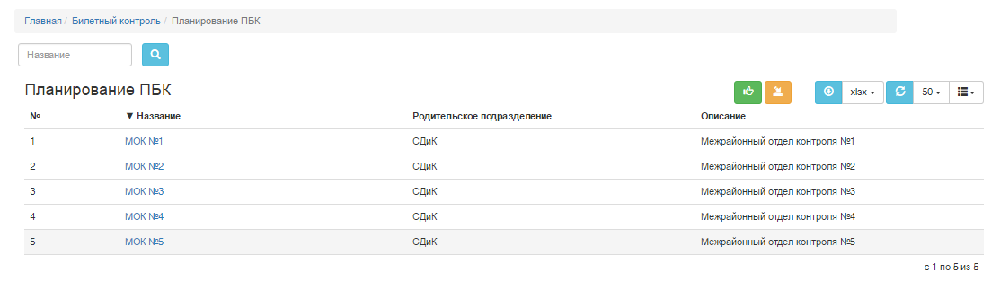 Главная / Билетный контроль / Планирование ПБК
Название
Планирование ПБК
xlsx 50
№ ▼ Название Родительское подразделение Описание
1 МОК №1 СДиК Межрайонный отдел контроля №1
2 МОК №2 СДиК Межрайонный отдел контроля №2
3 МОК №3 СДиК Межрайонный отдел контроля №3
4 МОК №4 СДиК Межрайонный отдел контроля №4
5 МОК №5 СДиК Межрайонный отдел контроля №5
с 1 по 5 из 5